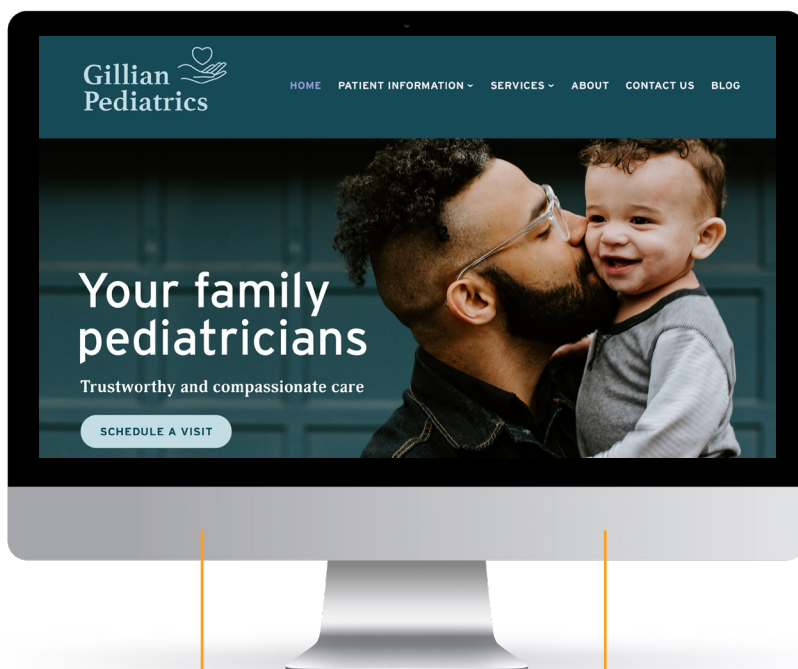 Gillian
Pediatrics
HOME PATIENT INFORMATION SERVICES ABOUT CONTACT US BLOG
Your family
pediatricians
Trustworthy and compassionate care
SCHEDULE A VISIT